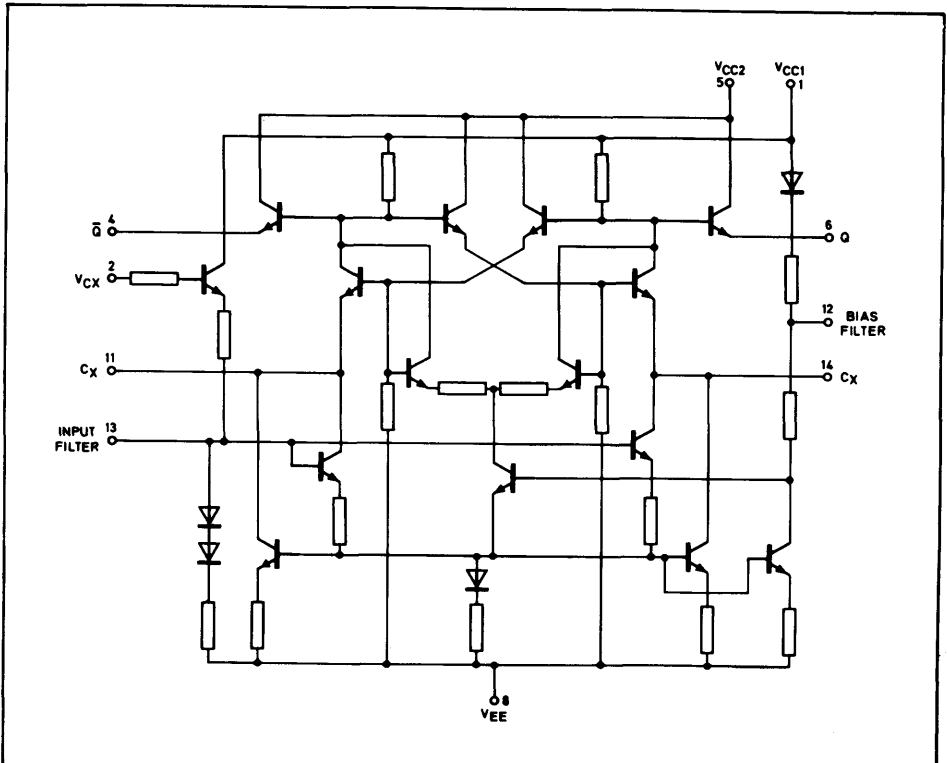 VCC2
5
VCC1
1
4
Q̅
6
Q
2
VCX
12
BIAS
FILTER
11
CX
14
CX
INPUT
FILTER
13
8
VEE